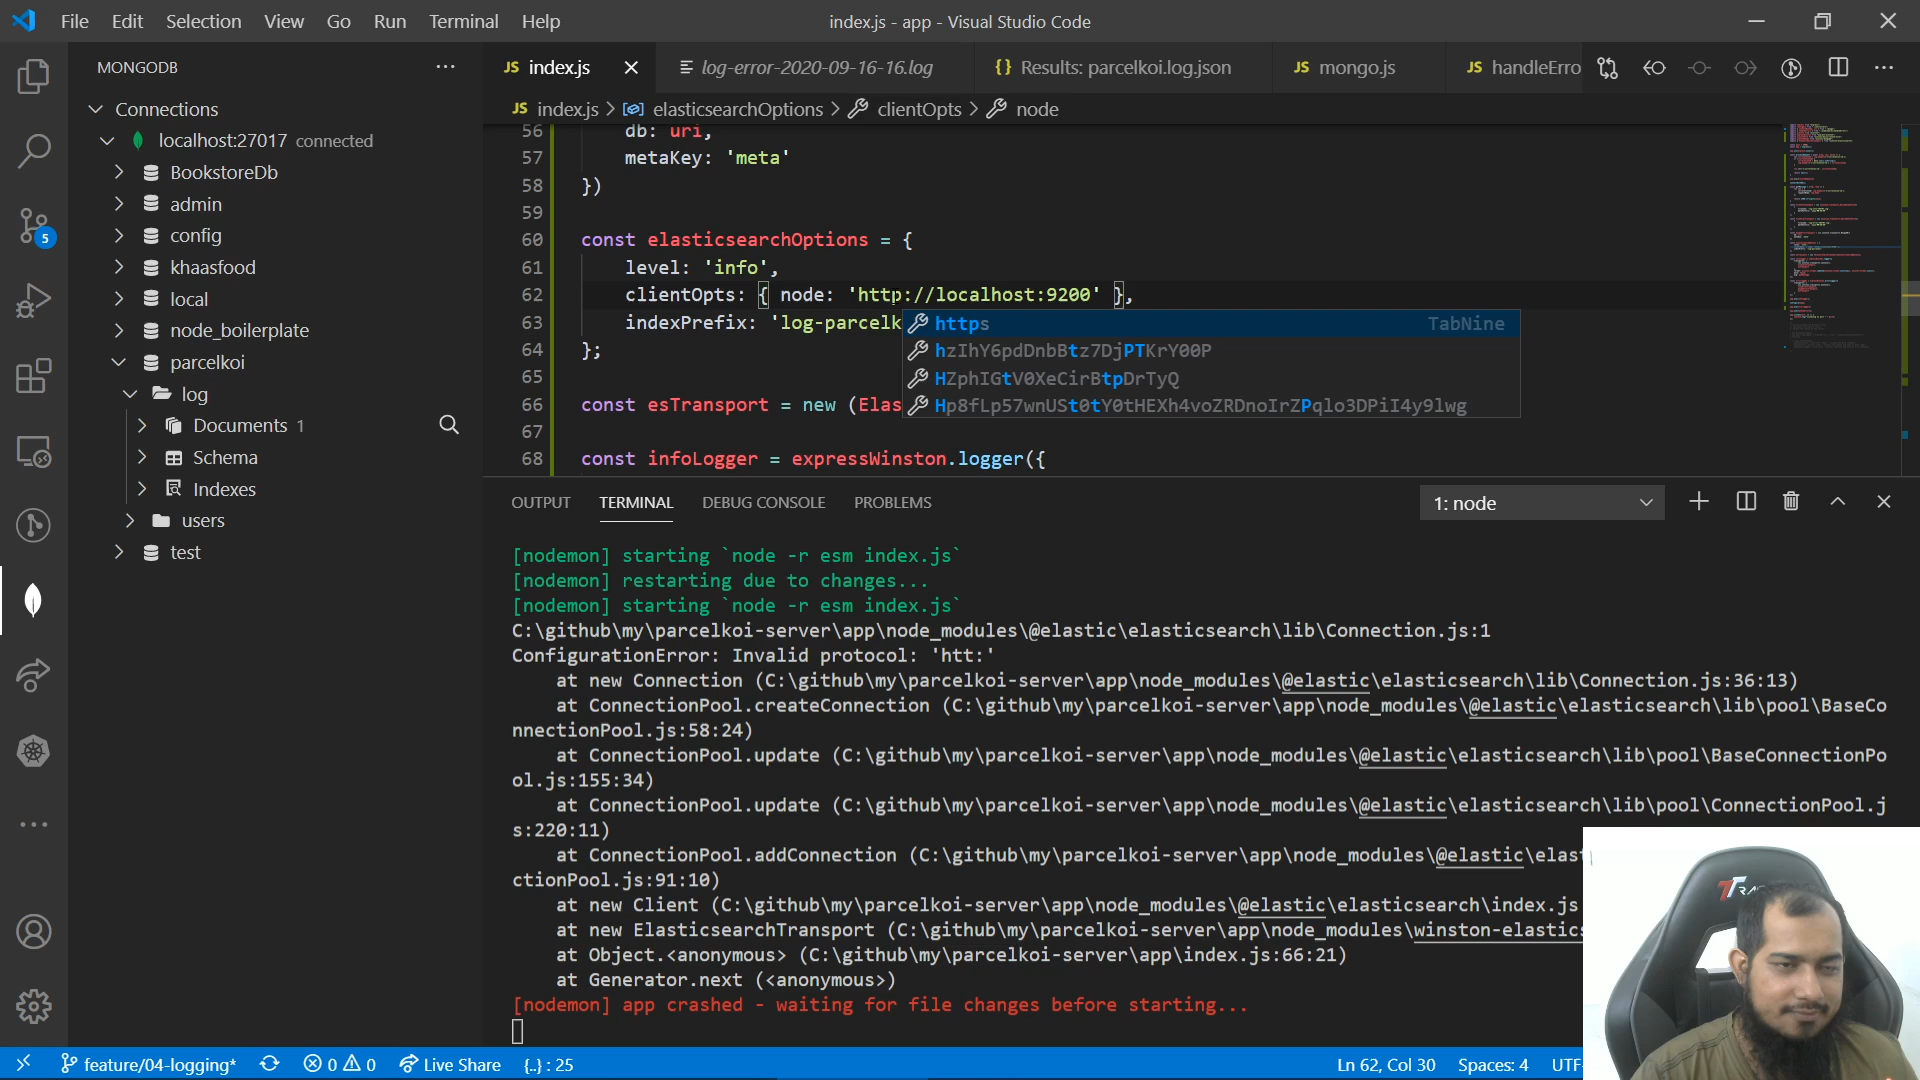 File Edit Selection View Go Run Terminal Help
index.js - app - Visual Studio Code
MONGODB
Connections
localhost:27017 connected
BookstoreDb
admin
config
khaasfood
local
node_boilerplate
parcelkoi
log
Documents 1
Schema
Indexes
users
test
5
JS index.js
log-error-2020-09-16-16.log
{} Results: parcelkoi.log.json
JS mongo.js
JS handleErro
JS index.js > elasticsearchOptions > clientOpts > node
56 db: uri,
57 metaKey: 'meta'
58 })
59
60 const elasticsearchOptions = {
61 level: 'info',
62 clientOpts: { node: 'http://localhost:9200' },
63 indexPrefix: 'log-parcelk
64 };
65
66 const esTransport = new (Elas
67
68 const infoLogger = expressWinston.logger({
https TabNine
hzIhY6pdDnbBtz7DjPTKrY00P
HZphIGtV0XeCirBtpDrTyQ
Hp8fLp57wnUSt0tY0tHEXh4voZRDnoIrZPqlo3DPiI4y9lwg
OUTPUT TERMINAL DEBUG CONSOLE PROBLEMS
1: node
[nodemon] starting `node -r esm index.js`
[nodemon] restarting due to changes...
[nodemon] starting `node -r esm index.js`
C:\github\my\parcelkoi-server\app\node_modules\@elastic\elasticsearch\lib\Connection.js:1
ConfigurationError: Invalid protocol: 'htt:'
at new Connection (C:\github\my\parcelkoi-server\app\node_modules\@elastic\elasticsearch\lib\Connection.js:36:13)
at ConnectionPool.createConnection (C:\github\my\parcelkoi-server\app\node_modules\@elastic\elasticsearch\lib\pool\BaseCo
nnectionPool.js:58:24)
at ConnectionPool.update (C:\github\my\parcelkoi-server\app\node_modules\@elastic\elasticsearch\lib\pool\BaseConnectionPo
ol.js:155:34)
at ConnectionPool.update (C:\github\my\parcelkoi-server\app\node_modules\@elastic\elasticsearch\lib\pool\ConnectionPool.j
s:220:11)
at ConnectionPool.addConnection (C:\github\my\parcelkoi-server\app\node_modules\@elastic\elast
ctionPool.js:91:10)
at new Client (C:\github\my\parcelkoi-server\app\node_modules\@elastic\elasticsearch\index.js
at new ElasticsearchTransport (C:\github\my\parcelkoi-server\app\node_modules\winston-elastics
at Object.<anonymous> (C:\github\my\parcelkoi-server\app\index.js:66:21)
at Generator.next (<anonymous>)
[nodemon] app crashed - waiting for file changes before starting...
feature/04-logging* 0 0 Live Share {..} : 25
Ln 62, Col 30 Spaces: 4 UTF